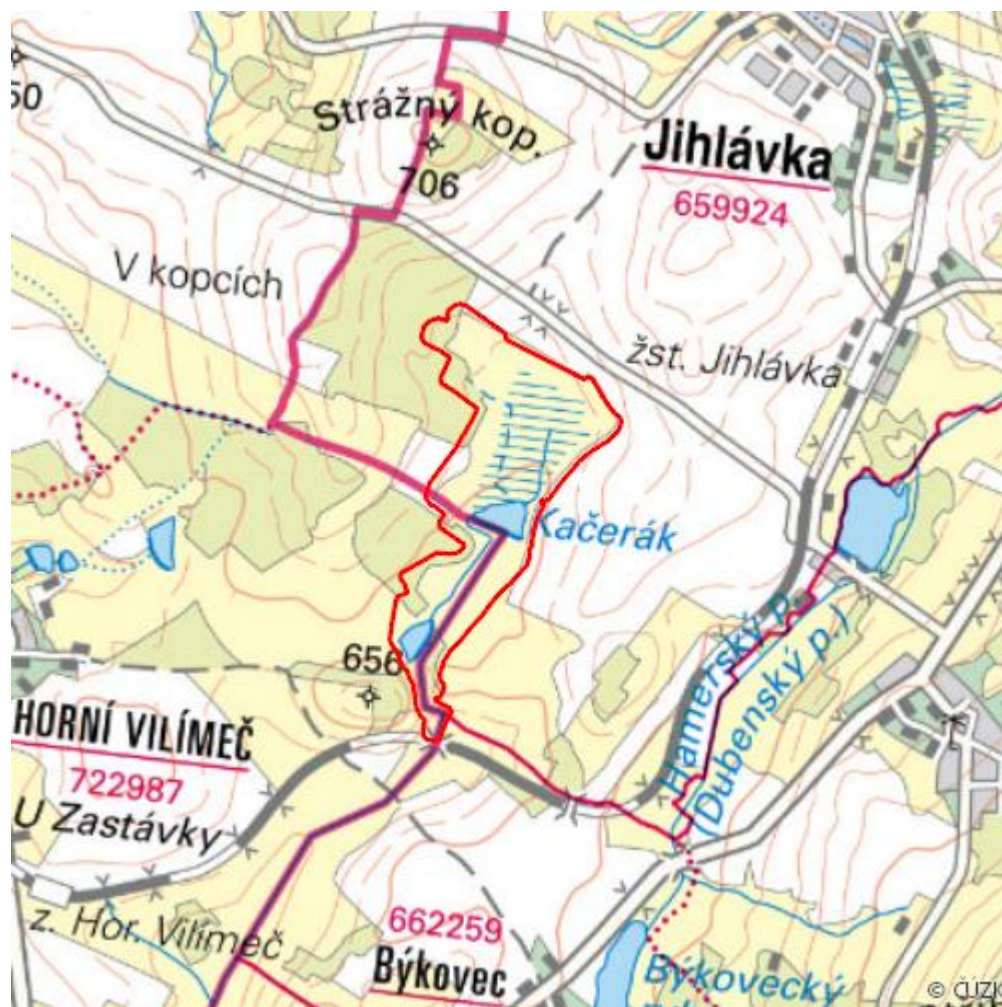 50
Strážný kop.
706
Jihlávka
659924
V kopcích
žst. Jihlávka
Kačerák
656
HORNÍ VILÍMEČ
722987
U Zastávky
Hamerský p.
(Dubenský p.)
z. Hor. Vilímeč
662259
Býkovec
Býkovecký
© ČÚZK